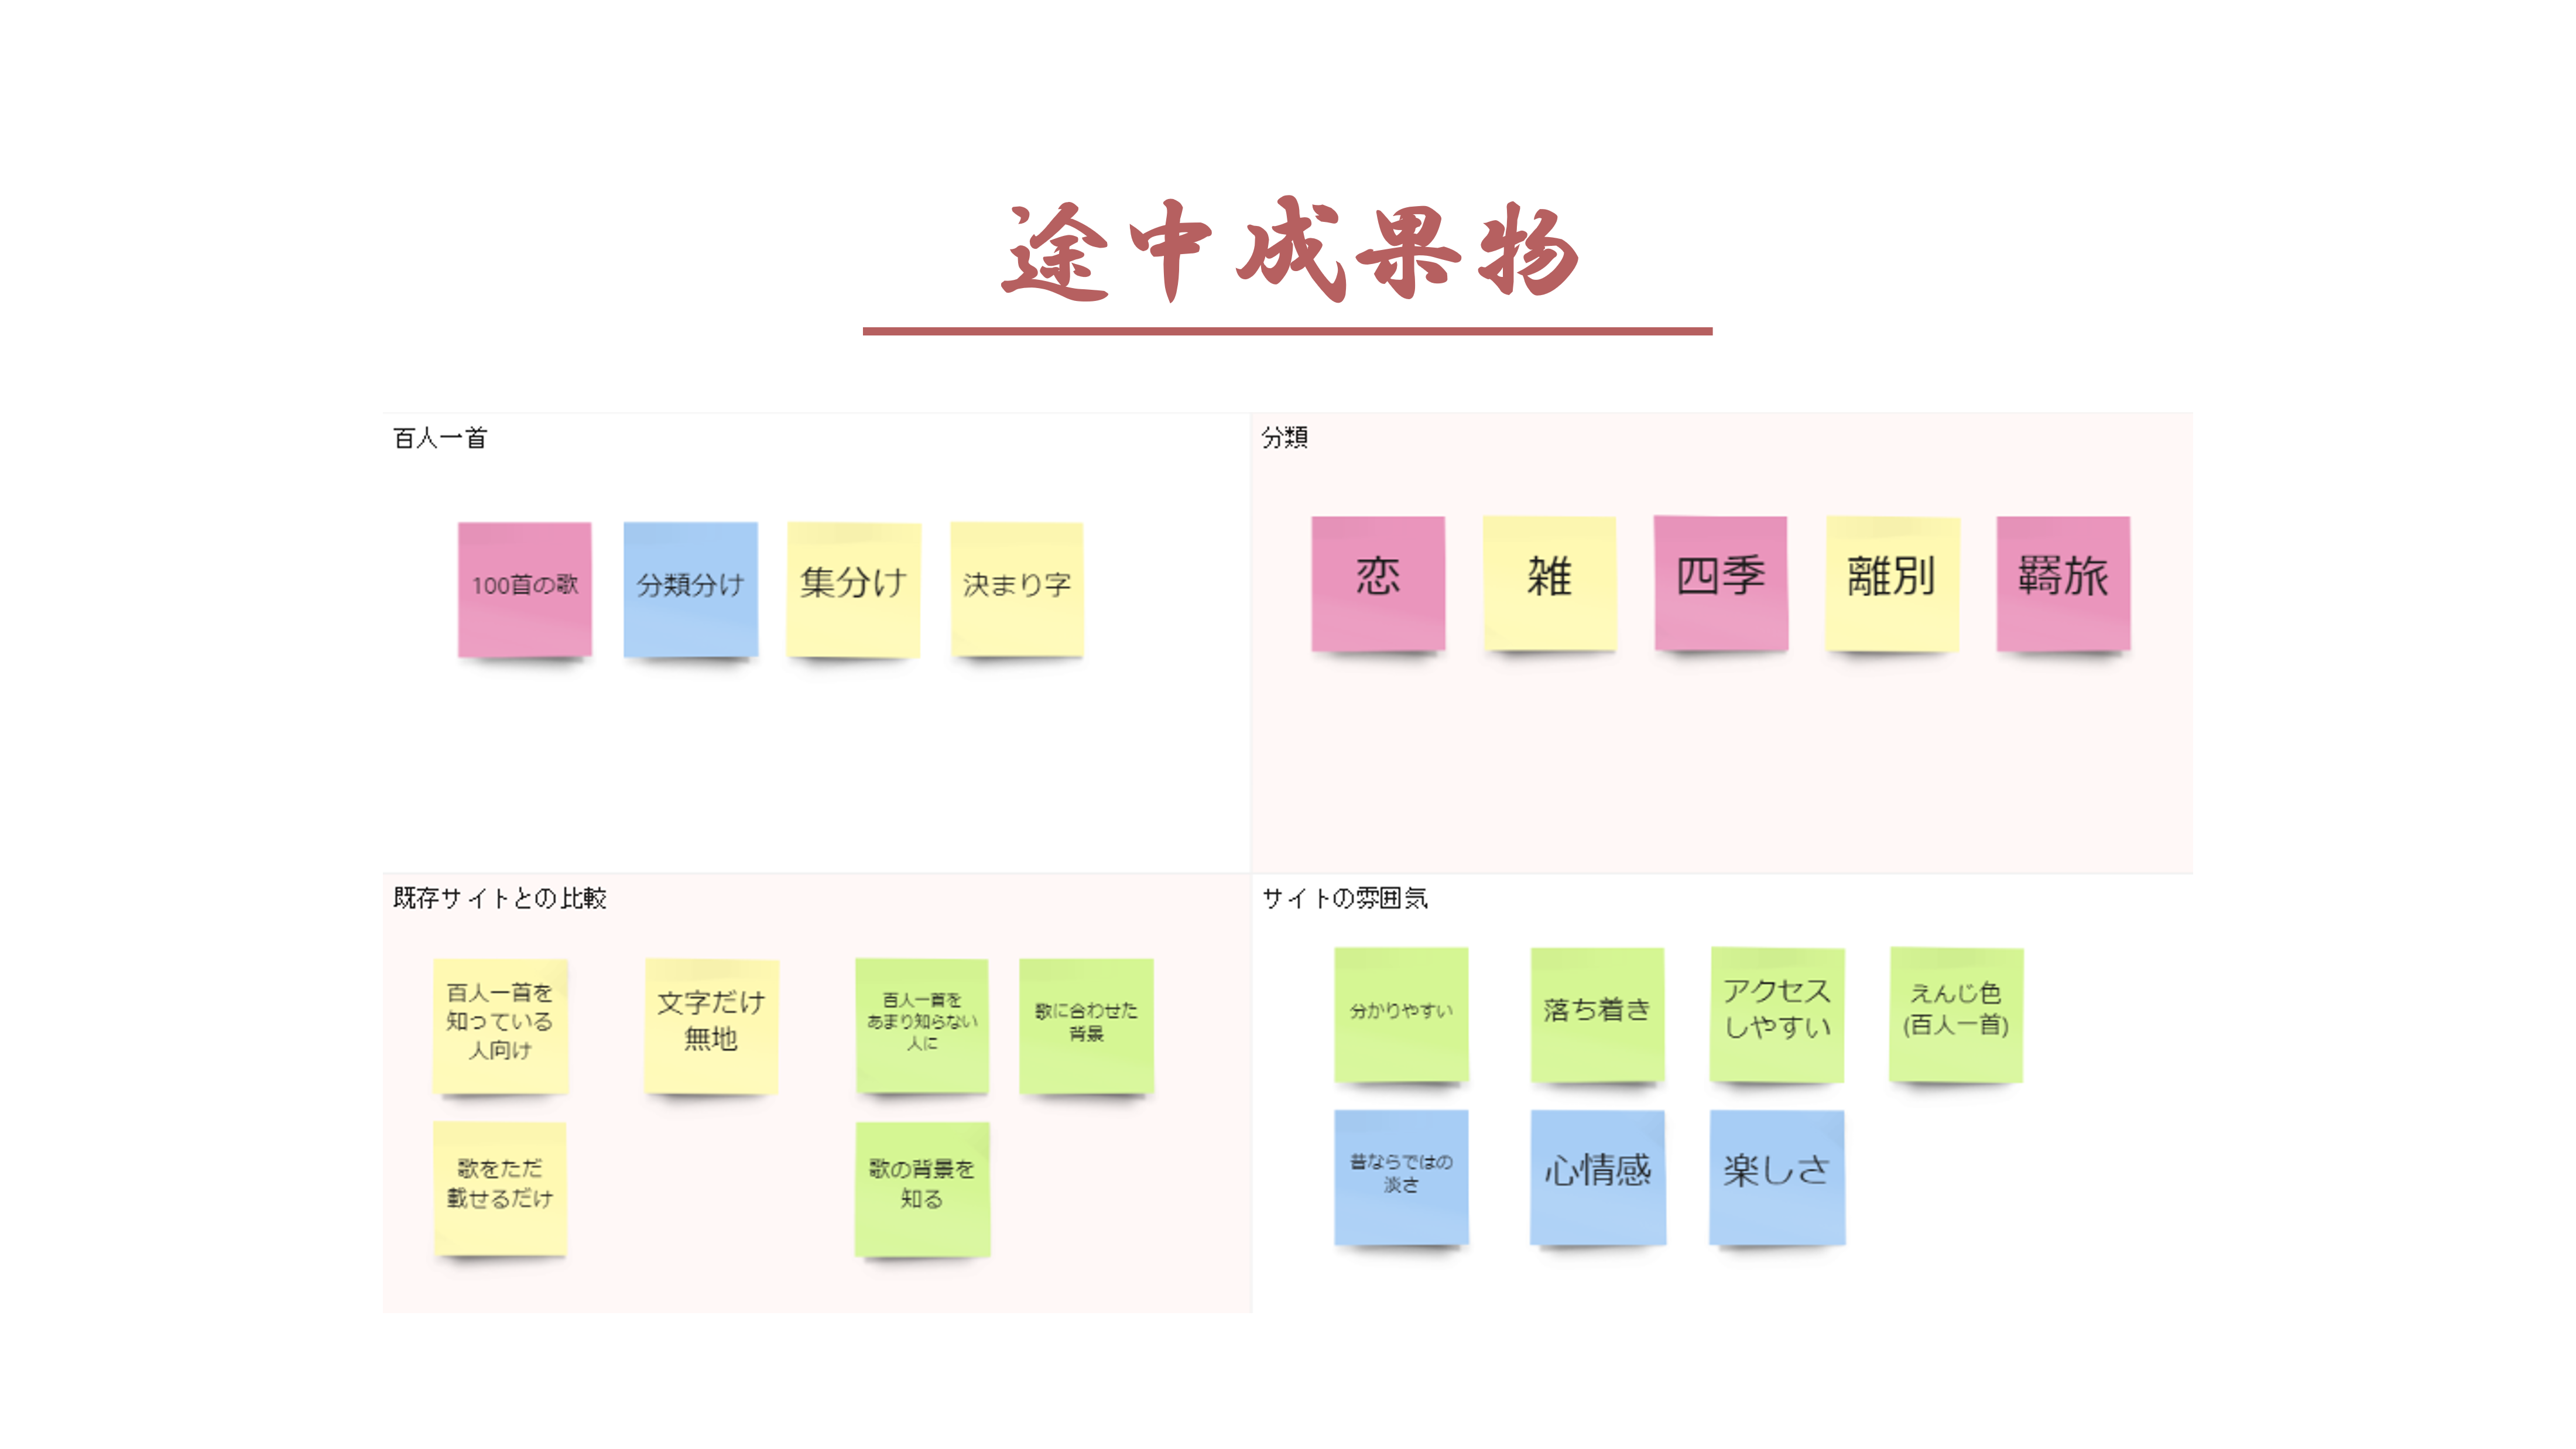 途中成果物
百人一首
100首の歌
分類分け
集分け
決まり字
分類
恋
雑
四季
離別
羇旅
既存サイトとの比較
百人一首を
知っている
人向け
文字だけ
無地
百人一首を
あまり知らない
人に
歌に合わせた
背景
歌をただ
載せるだけ
歌の背景を
知る
サイトの雰囲気
分かりやすい
落ち着き
アクセス
しやすい
えんじ色
(百人一首)
昔ならではの
淡さ
心情感
楽しさ